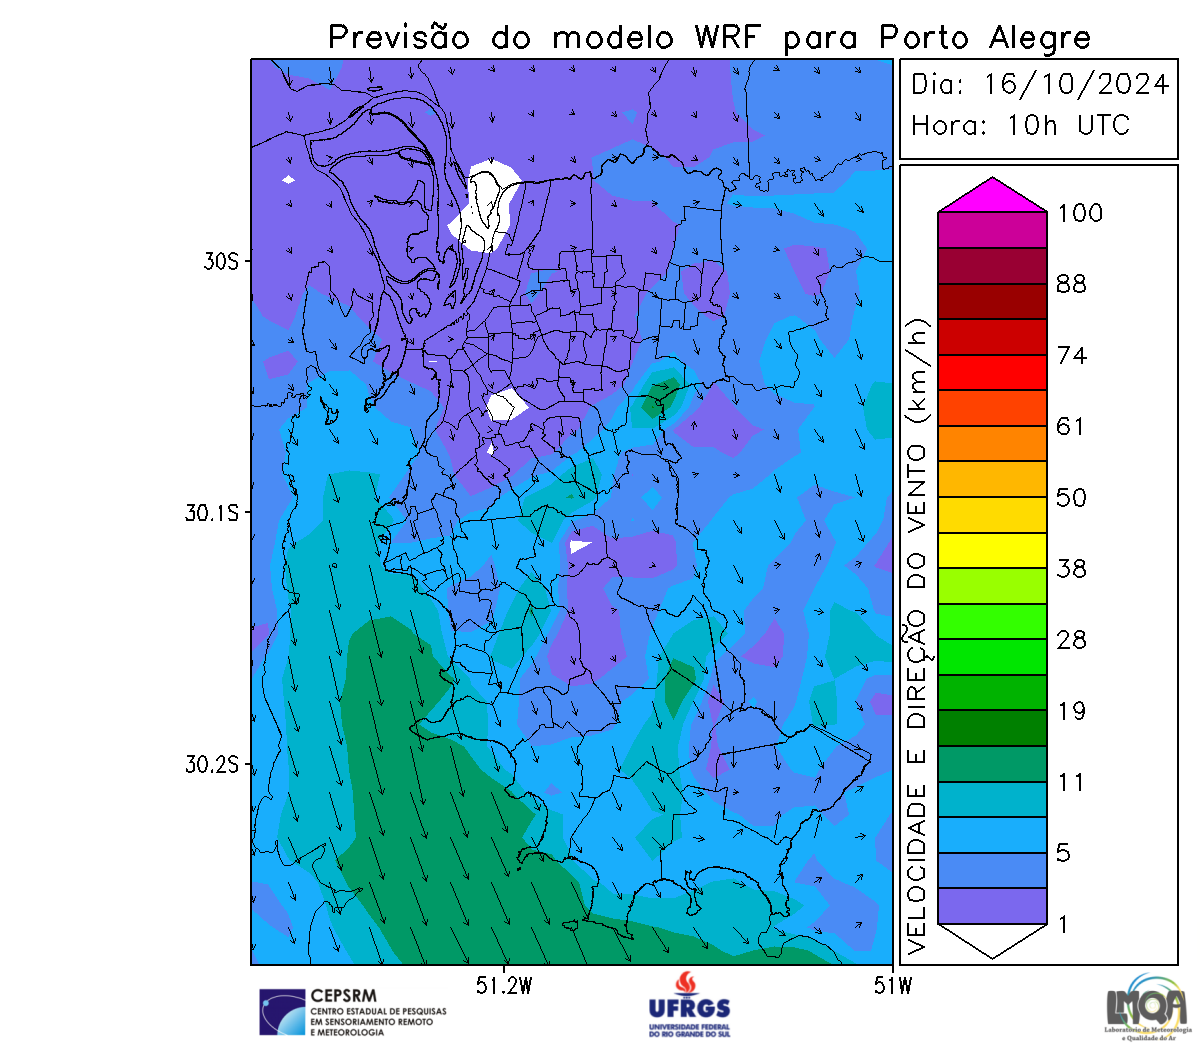 Previsão do modelo WRF para Porto Alegre
Dia: 16/10/2024
Hora: 10h UTC
100
88
74
61
50
38
28
19
11
5
1
VELOCIDADE E DIREÇÃO DO VENTO (km/h)
30S
30.1S
30.2S
51.2W
51W
CEPSRM
CENTRO ESTADUAL DE PESQUISAS
EM SENSORIAMENTO REMOTO
E METEOROLOGIA
UFRGS
UNIVERSIDADE FEDERAL
DO RIO GRANDE DO SUL
LMQA
Laboratório de Meteorologia
e Qualidade do Ar